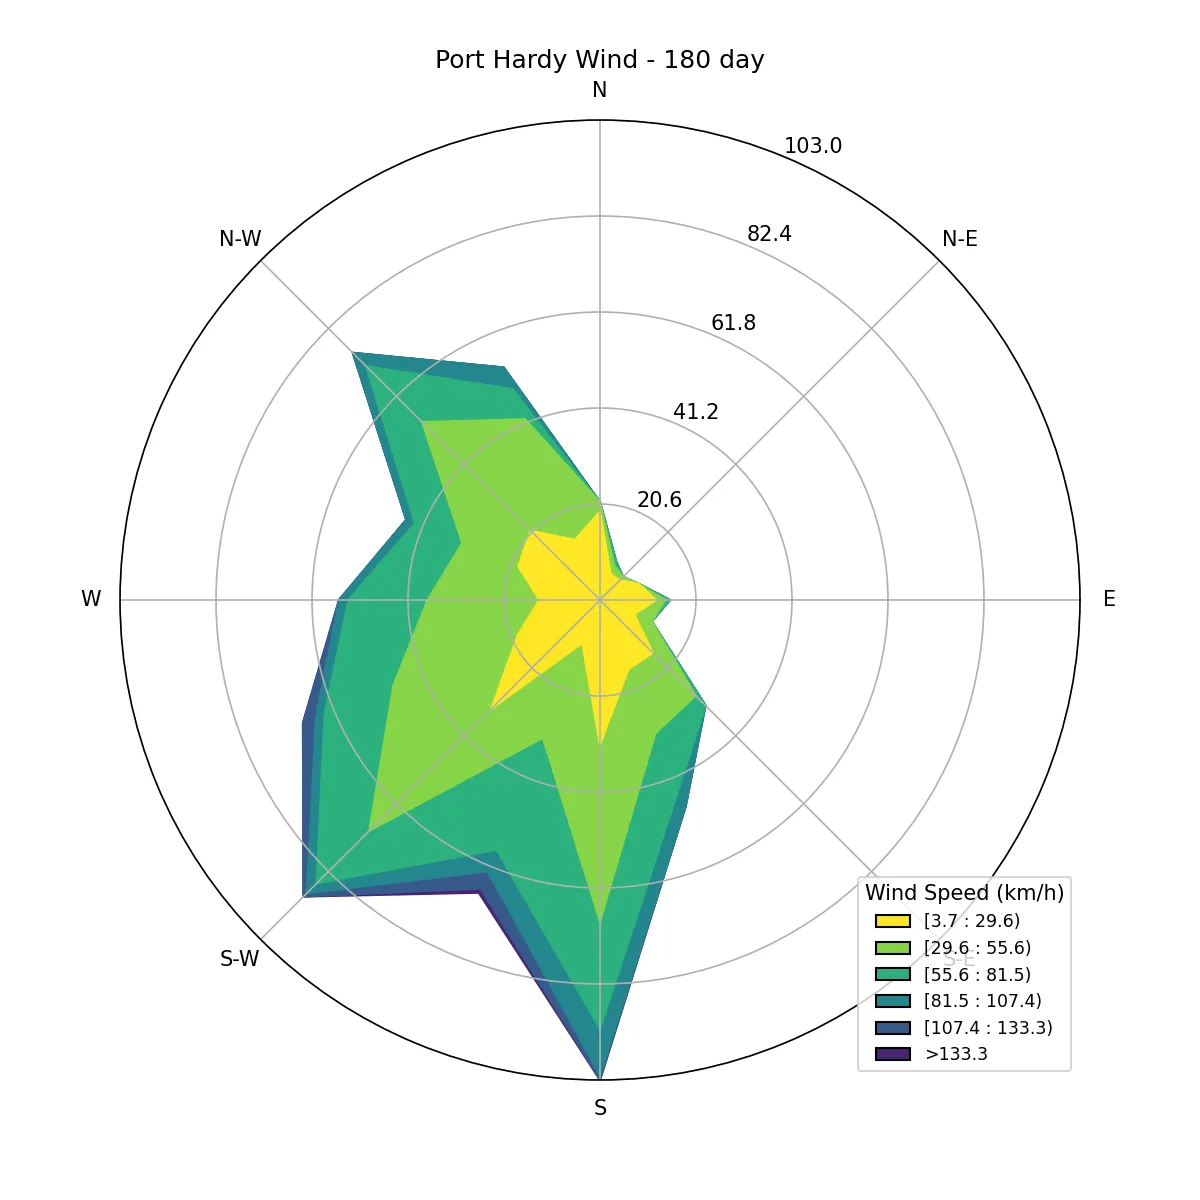 Port Hardy Wind - 180 day
N
103.0
N-W
82.4
N-E
61.8
41.2
20.6
W
E
S-W
S-E
Wind Speed (km/h)
[3.7 : 29.6)
[29.6 : 55.6)
[55.6 : 81.5)
[81.5 : 107.4)
[107.4 : 133.3)
>133.3
S